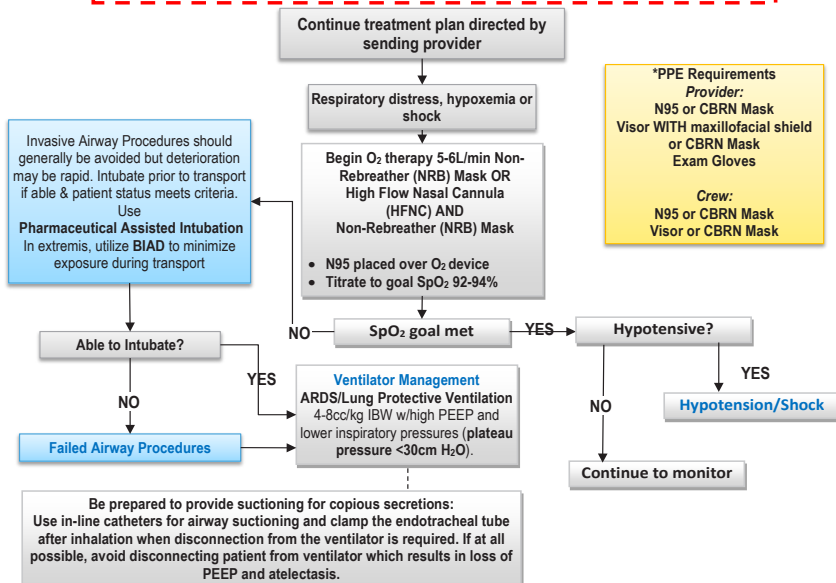 Continue treatment plan directed by
sending provider
Respiratory distress, hypoxemia or
shock
*PPE Requirements
Provider:
N95 or CBRN Mask
Visor WITH maxillofacial shield
or CBRN Mask
Exam Gloves
Crew:
N95 or CBRN Mask
Visor or CBRN Mask
Invasive Airway Procedures should
generally be avoided but deterioration
may be rapid. Intubate prior to transport
if able & patient status meets criteria.
Use
Pharmaceutical Assisted Intubation
In extremis, utilize BIAD to minimize
exposure during transport
Begin O₂ therapy 5-6L/min Non-
Rebreather (NRB) Mask OR
High Flow Nasal Cannula
(HFNC) AND
Non-Rebreather (NRB) Mask
• N95 placed over O₂ device
• Titrate to goal SpO₂ 92-94%
NO
SpO₂ goal met
YES
Hypotensive?
Able to Intubate?
YES
NO
YES
NO
Hypotension/Shock
Ventilator Management
ARDS/Lung Protective Ventilation
4-8cc/kg IBW w/high PEEP and
lower inspiratory pressures (plateau
pressure <30cm H₂O).
Failed Airway Procedures
Continue to monitor
Be prepared to provide suctioning for copious secretions:
Use in-line catheters for airway suctioning and clamp the endotracheal tube
after inhalation when disconnection from the ventilator is required. If at all
possible, avoid disconnecting patient from ventilator which results in loss of
PEEP and atelectasis.